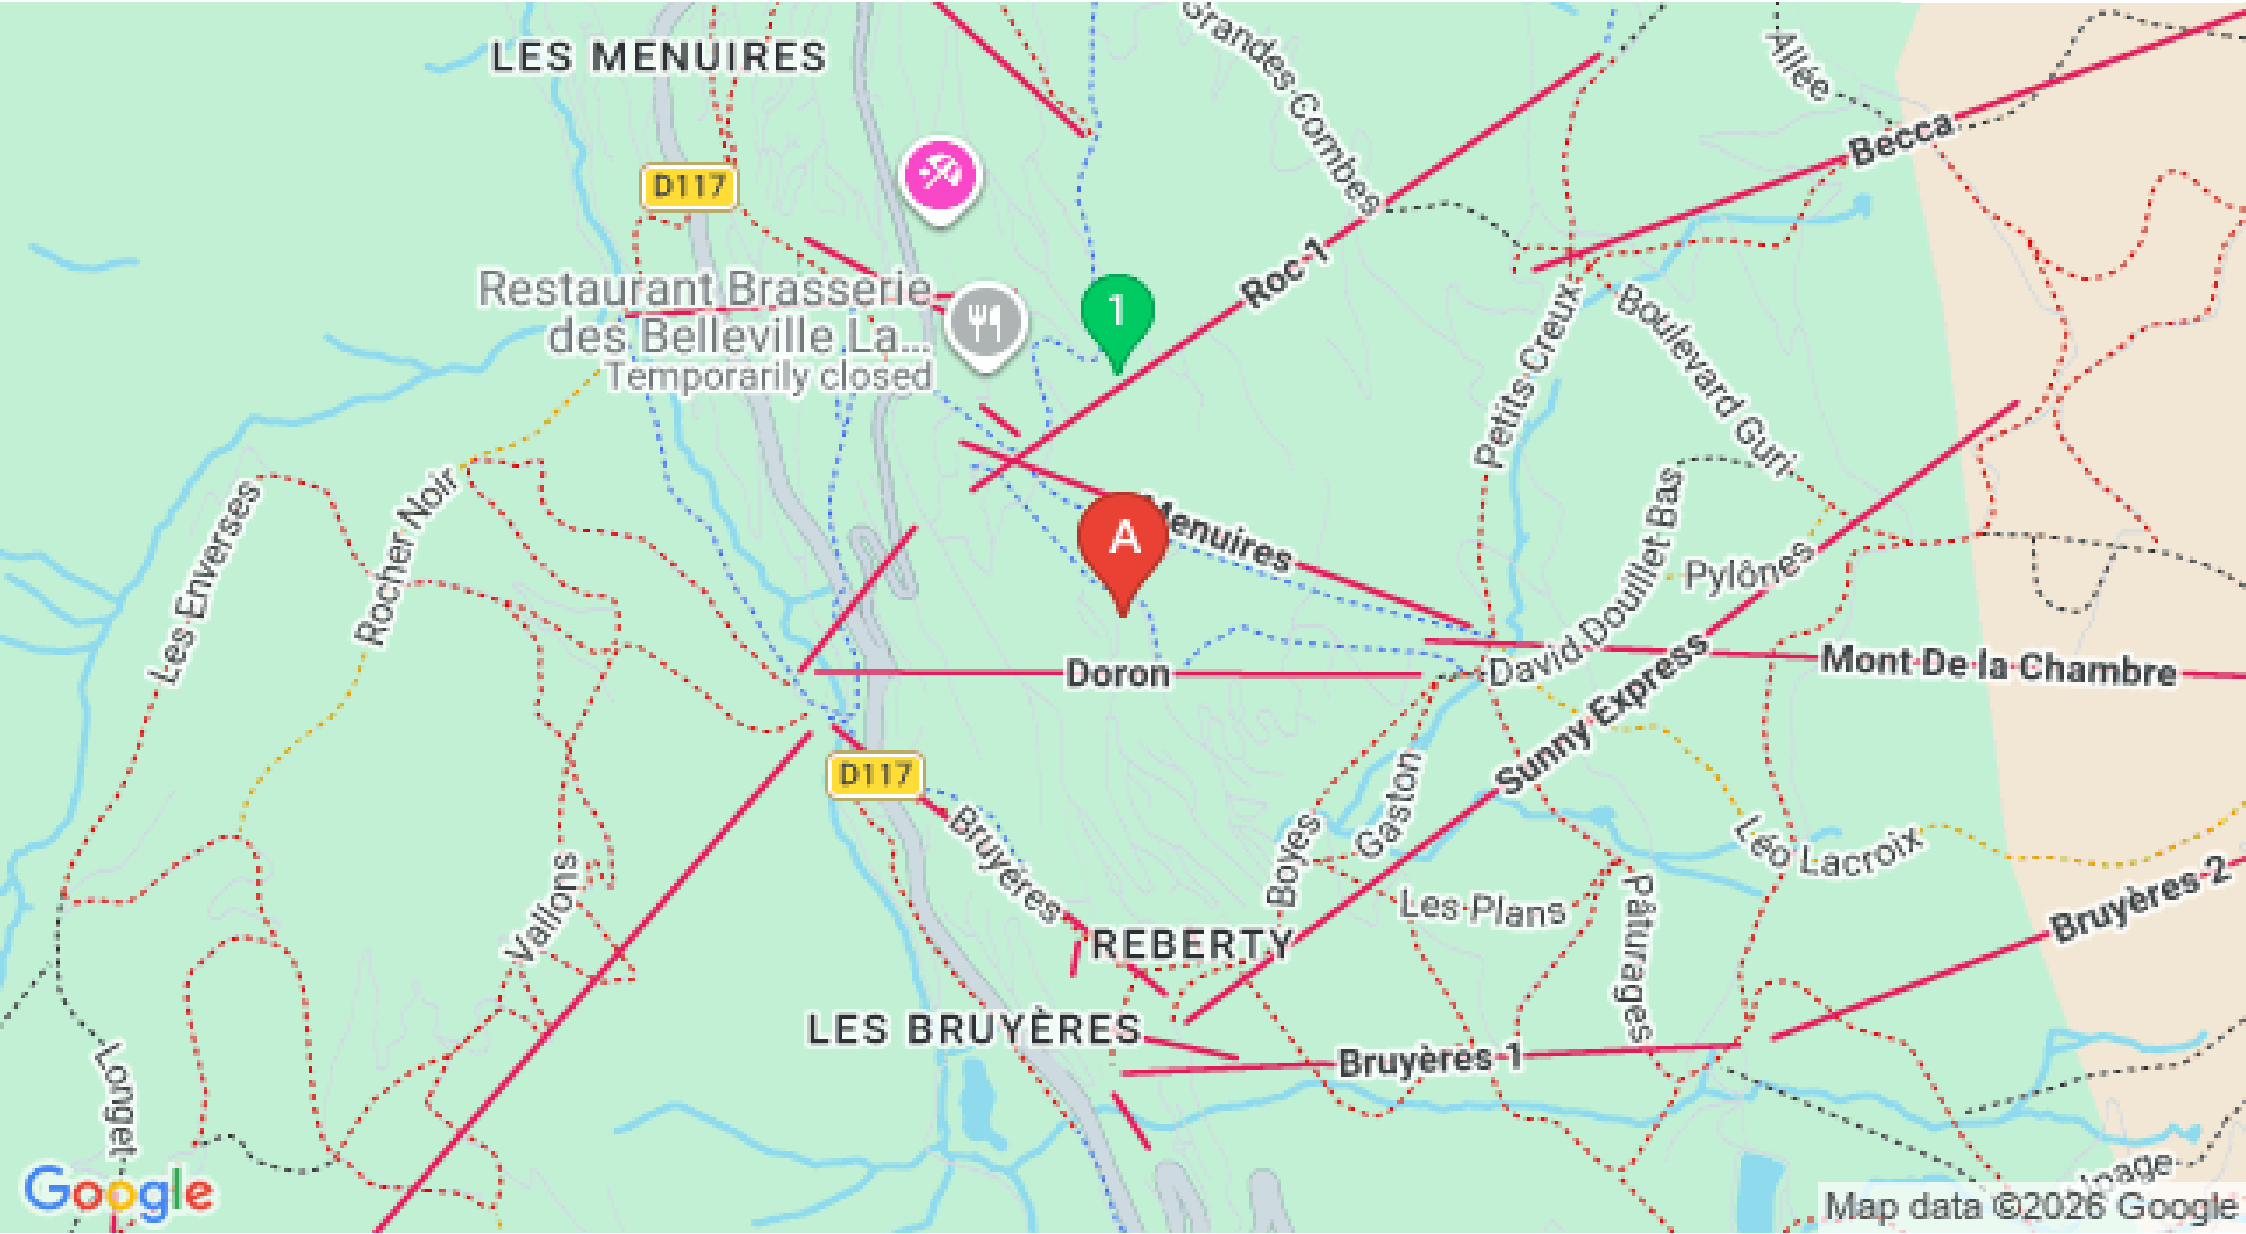 LES MENUIRES
Grandes Combes
Allée
Becca
D117
Roc 1
1
Restaurant Brasserie
des Belleville La...
Temporarily closed
Petits Creux
Boulevard Guri
Les Enverses
Rocher Noir
A
Menuires
David Douillet Bas
Pylônes
Doron
Mont De la Chambre
Sunny Express
D117
Bruyères
Gaston
Boyes
Léo Lacroix
Vallons
Les Plans
Pâturages
Bruyères 2
REBERTY
LES BRUYÈRES
Bruyères 1
Longet
Google
Map data ©2026 Google